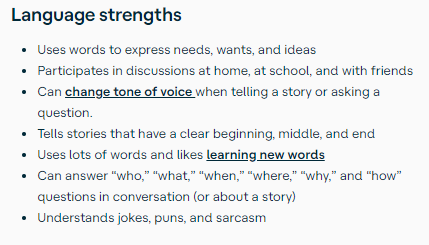 Language strengths
• Uses words to express needs, wants, and ideas
• Participates in discussions at home, at school, and with friends
• Can change tone of voice when telling a story or asking a
question.
• Tells stories that have a clear beginning, middle, and end
• Uses lots of words and likes learning new words
• Can answer “who,” “what,” “when,” “where,” “why,” and “how”
questions in conversation (or about a story)
• Understands jokes, puns, and sarcasm